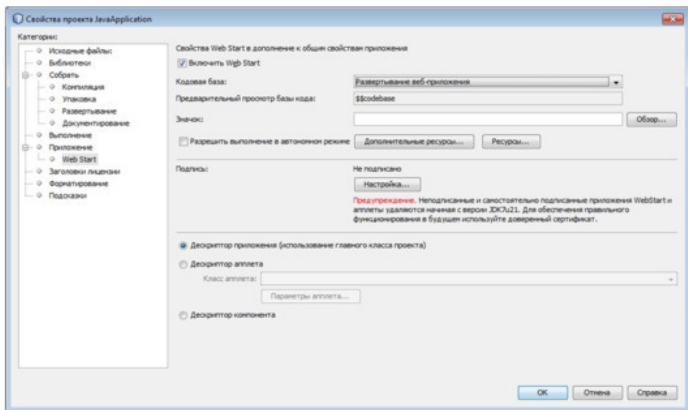 Свойства проекта JavaApplication
Категории:
Исходные файлы:
Библиотеки
Собрать
Компиляция
Упаковка
Развертывание
Документирование
Выполнение
Приложение
Web Start
Заголовки лицензии
Форматирование
Подсказки
Свойства Web Start в дополнение к общим свойствам приложения
Включить Web Start
Кодовая база: Развертывание веб-приложения
Предварительный просмотр базы кода: $$codebase
Значок: Обзор...
Разрешить выполнение в автономном режиме Дополнительные ресурсы... Ресурсы...
Подпись: Не подписано
Настройка...
Предупреждение. Неподписанные и самостоятельно подписанные приложения WebStart и
апплеты удаляются начиная с версии JDK7u21. Для обеспечения правильного
функционирования в будущем используйте доверенный сертификат.
Дескриптор приложения (использование главного класса проекта)
Дескриптор апплета
Класс апплета:
Параметры апплета...
Дескриптор компонента
OK Отмена Справка